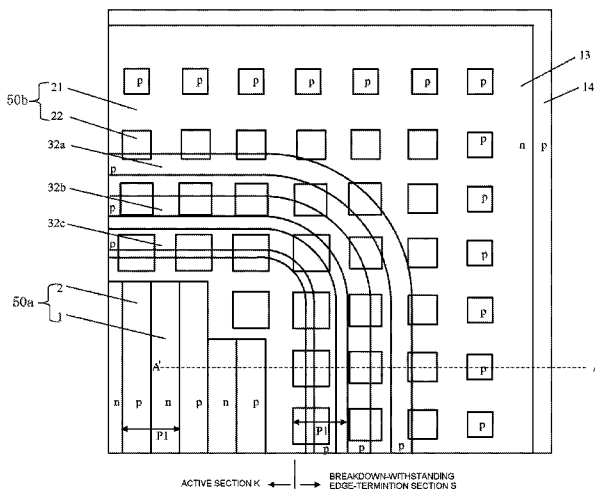 p p p p p p p
13
21
14
50b
22
p n p
32a
p
32b
p
p
32c
p
p
50a
2
p
1
A' p A
n p n p n p
P1 P1
p
p p p
ACTIVE SECTION K
BREAKDOWN-WITHSTANDING
EDGE-TERMINTION SECTION S